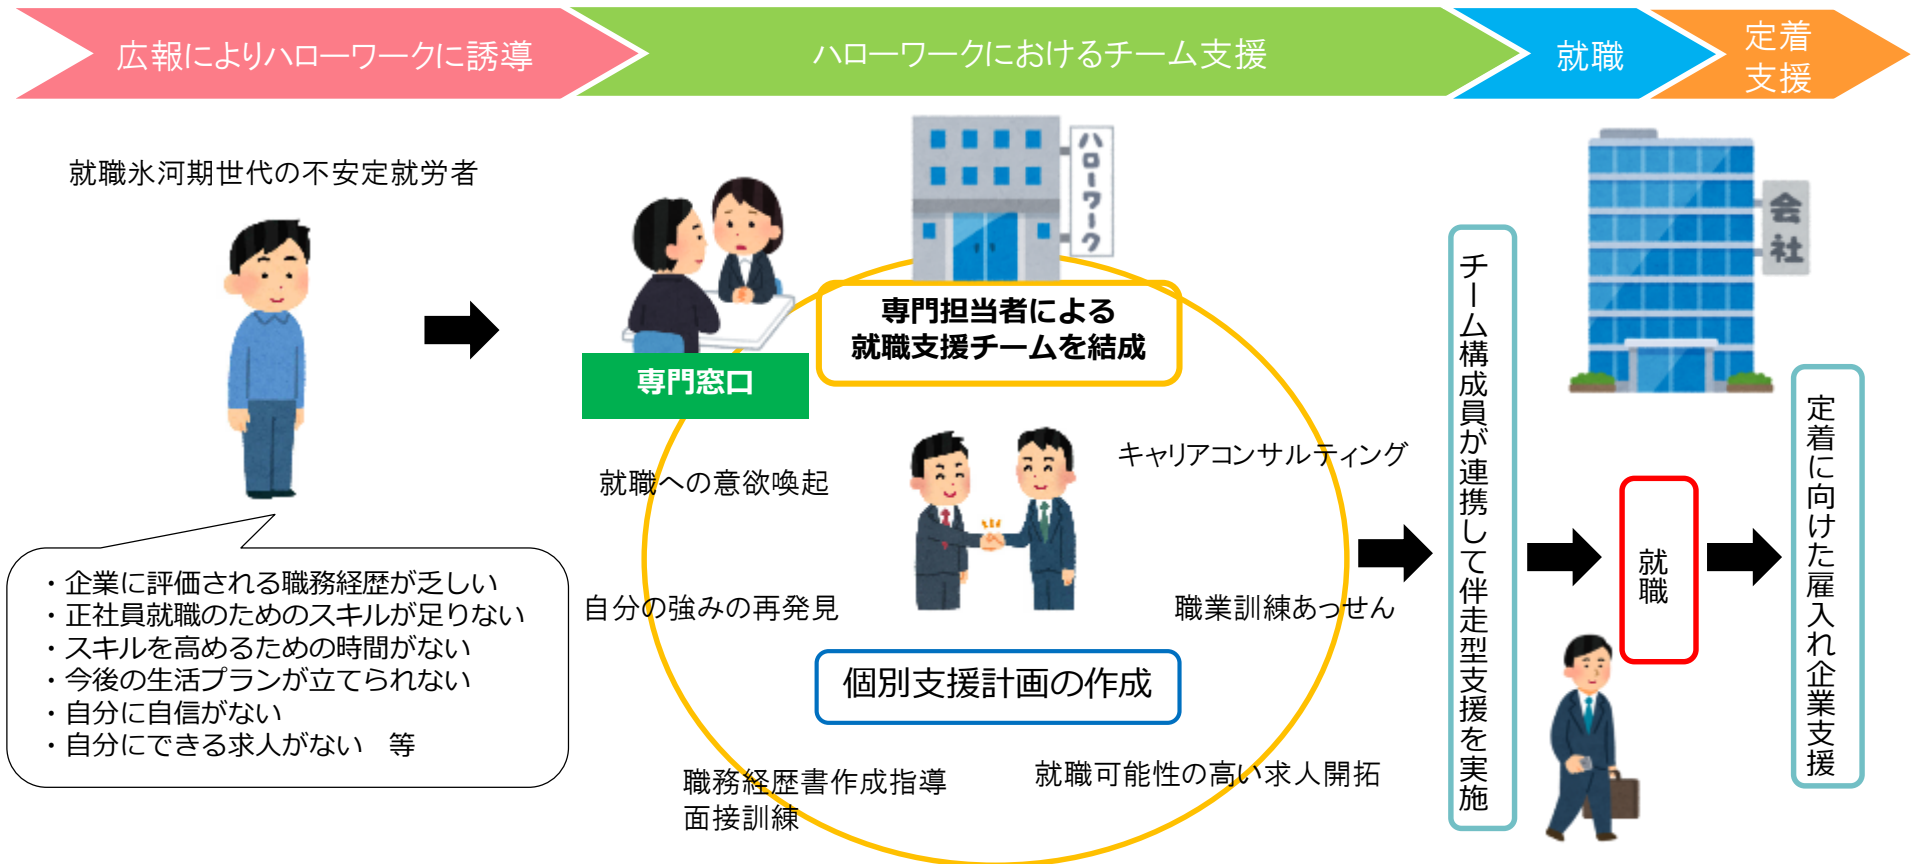 広報によりハローワークに誘導
ハローワークにおけるチーム支援
就職
定着
支援
就職氷河期世代の不安定就労者
・企業に評価される職務経歴が乏しい
・正社員就職のためのスキルが足りない
・スキルを高めるための時間がない
・今後の生活プランが立てられない
・自分に自信がない
・自分にできる求人がない　等
ハローワーク
専門担当者による
就職支援チームを結成
専門窓口
就職への意欲喚起
キャリアコンサルティング
自分の強みの再発見
職業訓練あっせん
個別支援計画の作成
職務経歴書作成指導
面接訓練
就職可能性の高い求人開拓
チーム構成員が連携して伴走型支援を実施
会社
就職
定着に向けた雇入れ企業支援